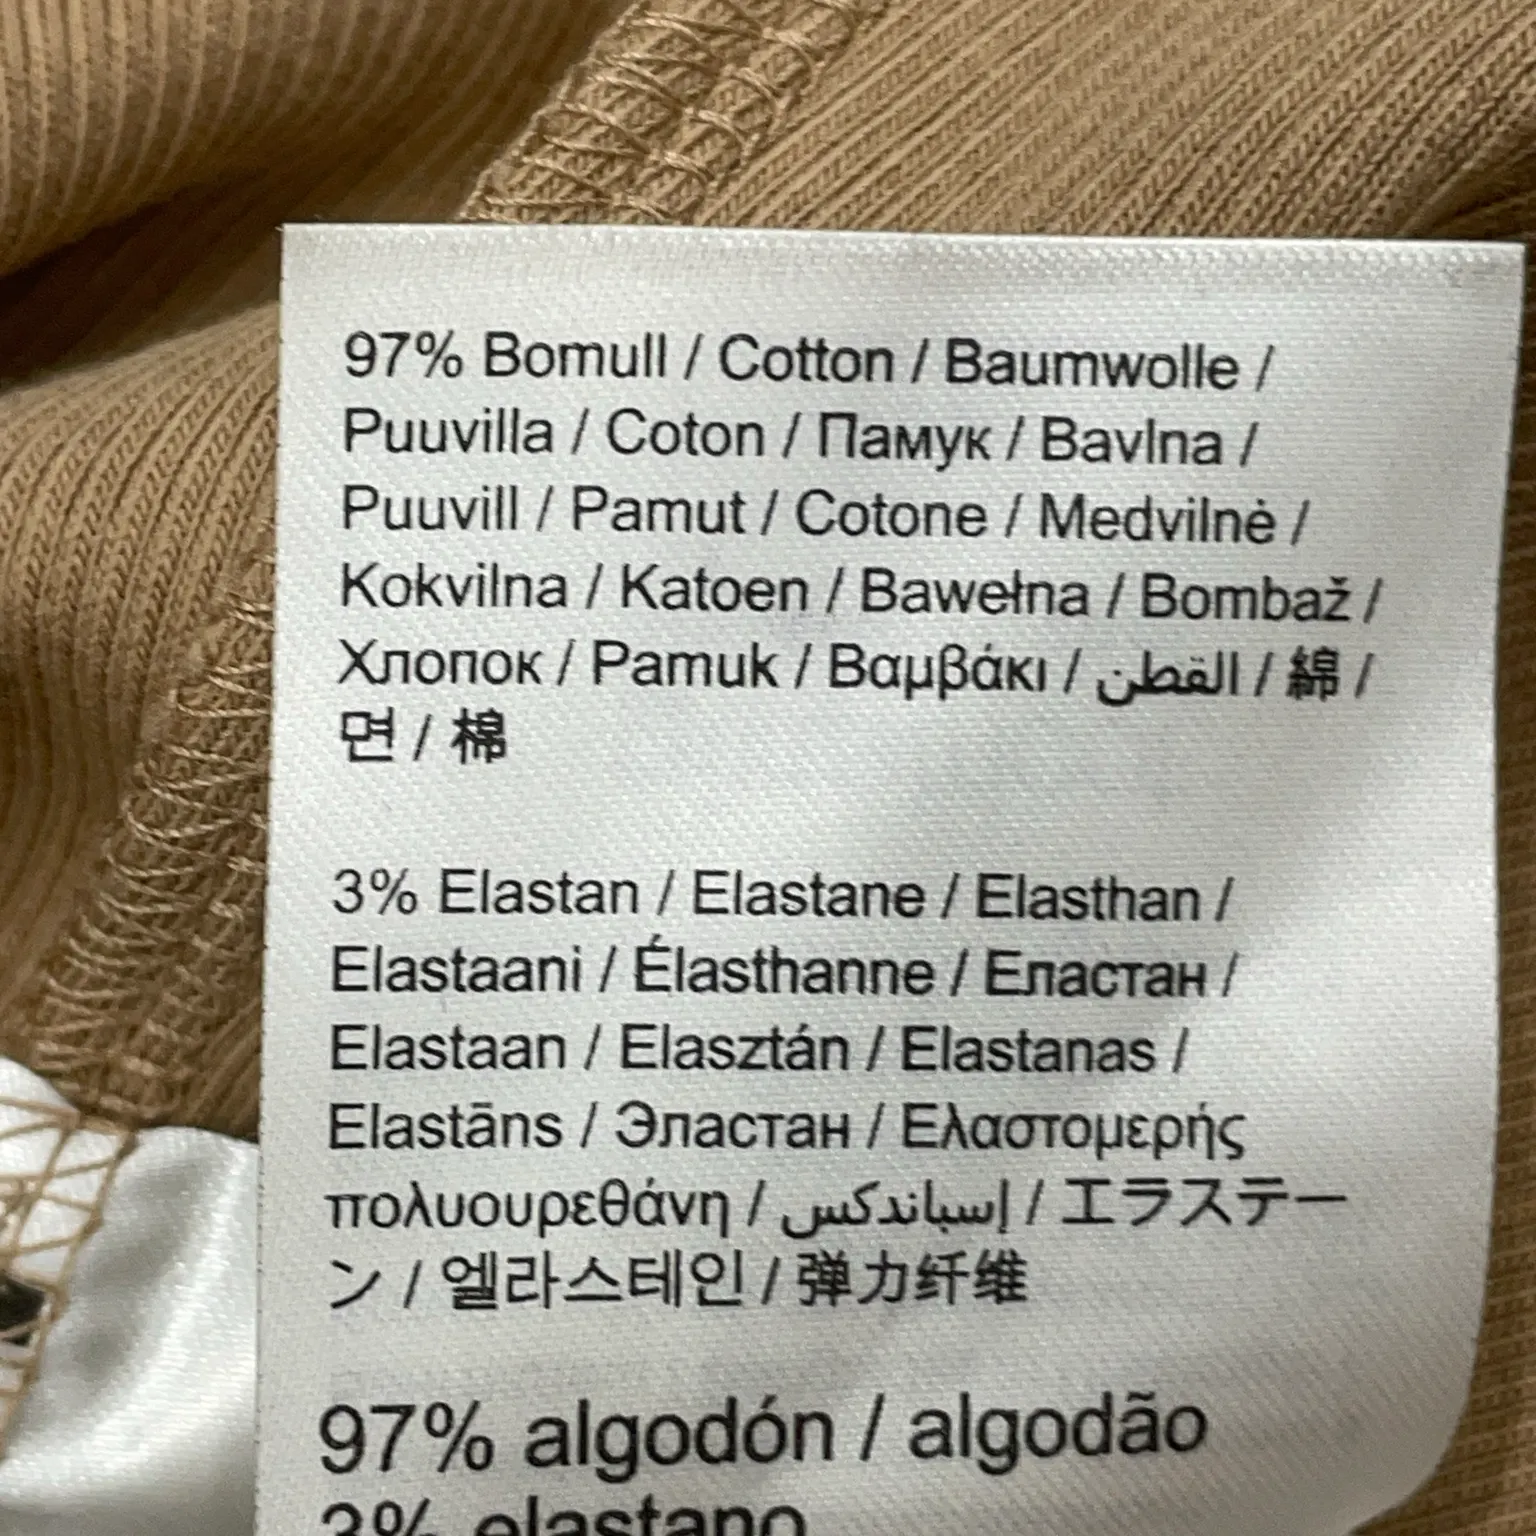 97% Bomull / Cotton / Baumwolle /
Puuvilla / Coton / Памук / Bavlna /
Puuvill / Pamut / Cotone / Medvilnė /
Kokvilna / Katoen / Bawełna / Bombaž /
Хлопок / Pamuk / Βαμβάκι / القطن / 綿 /
면 / 棉
3% Elastan / Elastane / Elasthan /
Elastaani / Élasthanne / Еластан /
Elastaan / Elasztán / Elastanas /
Elastāns / Эластан / Ελαστομερής
πολυουρεθάνη / إسباندكس / エラステー
ン / 엘라스테인 / 弹力纤维
97% algodón / algodão
3% elastano